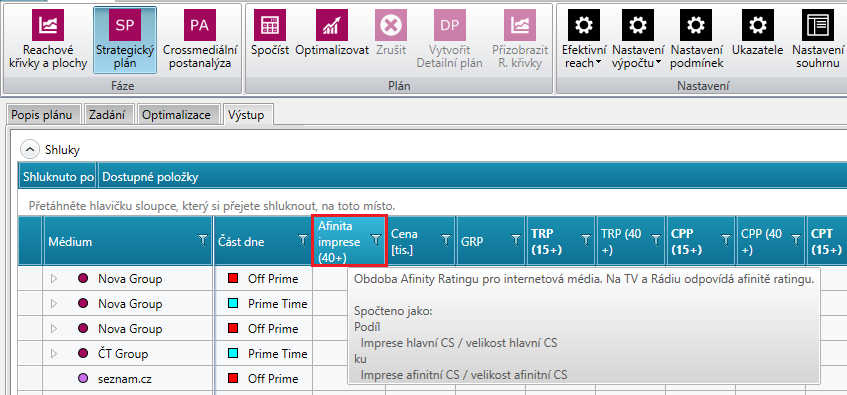 SP PA DP
Reachové křivky a plochy
Strategický plán
Crossmediální postanalýza
Spočíst
Optimalizovat
Zrušit
Vytvořit Detailní plán
Přizobrazit R. křivky
Efektivní reach
Nastavení výpočtu
Nastavení podmínek
Ukazatele
Nastavení souhrnu
Fáze Plán Nastavení
Popis plánu Zadání Optimalizace Výstup
Shluky
Shluknuto po Dostupné položky
Přetáhněte hlavičku sloupce, který si přejete shluknout, na toto místo.
Médium
Část dne
Afinita imprese (40+)
Cena [tis.]
GRP
TRP (15+)
TRP (40 +)
CPP (15+)
CPP (40 +)
CPT (15+)
Nova Group Off Prime
Nova Group Prime Time
Nova Group Off Prime
ČT Group Prime Time
seznam.cz Off Prime
Obdoba Afinity Ratingu pro internetová média. Na TV a Rádiu odpovídá afinitě ratingu.
Spočteno jako:
Podíl
Imprese hlavní CS / velikost hlavní CS
ku
Imprese afinitní CS / velikost afinitní CS